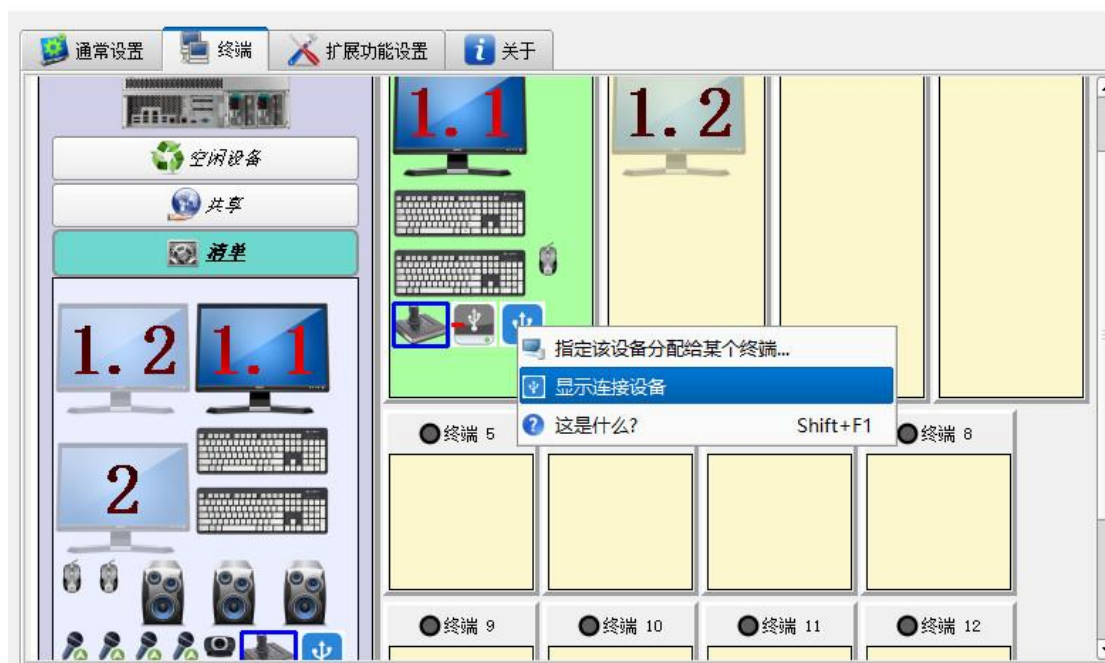 通常设置
终端
扩展功能设置
关于
空闲设备
共享
清单
1.1
1.2
1.2
1.1
2
指定该设备分配给某个终端...
显示连接设备
这是什么? Shift+F1
终端 5
终端 8
终端 9
终端 10
终端 11
终端 12